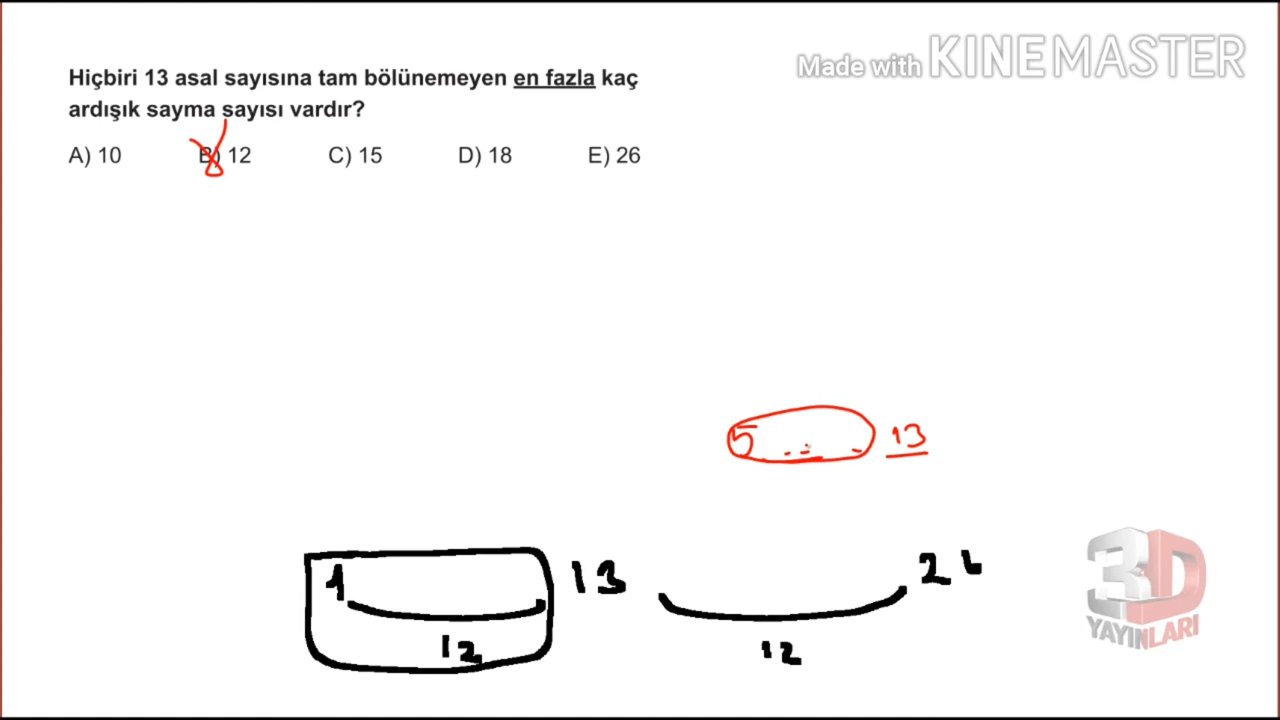 Made with KINEMASTER
Hiçbiri 13 asal sayısına tam bölünemeyen en fazla kaç
ardışık sayma sayısı vardır?
A) 10 B) 12 C) 15 D) 18 E) 26
5 ... 13
1 13 26
12 12
3D
YAYINLARI